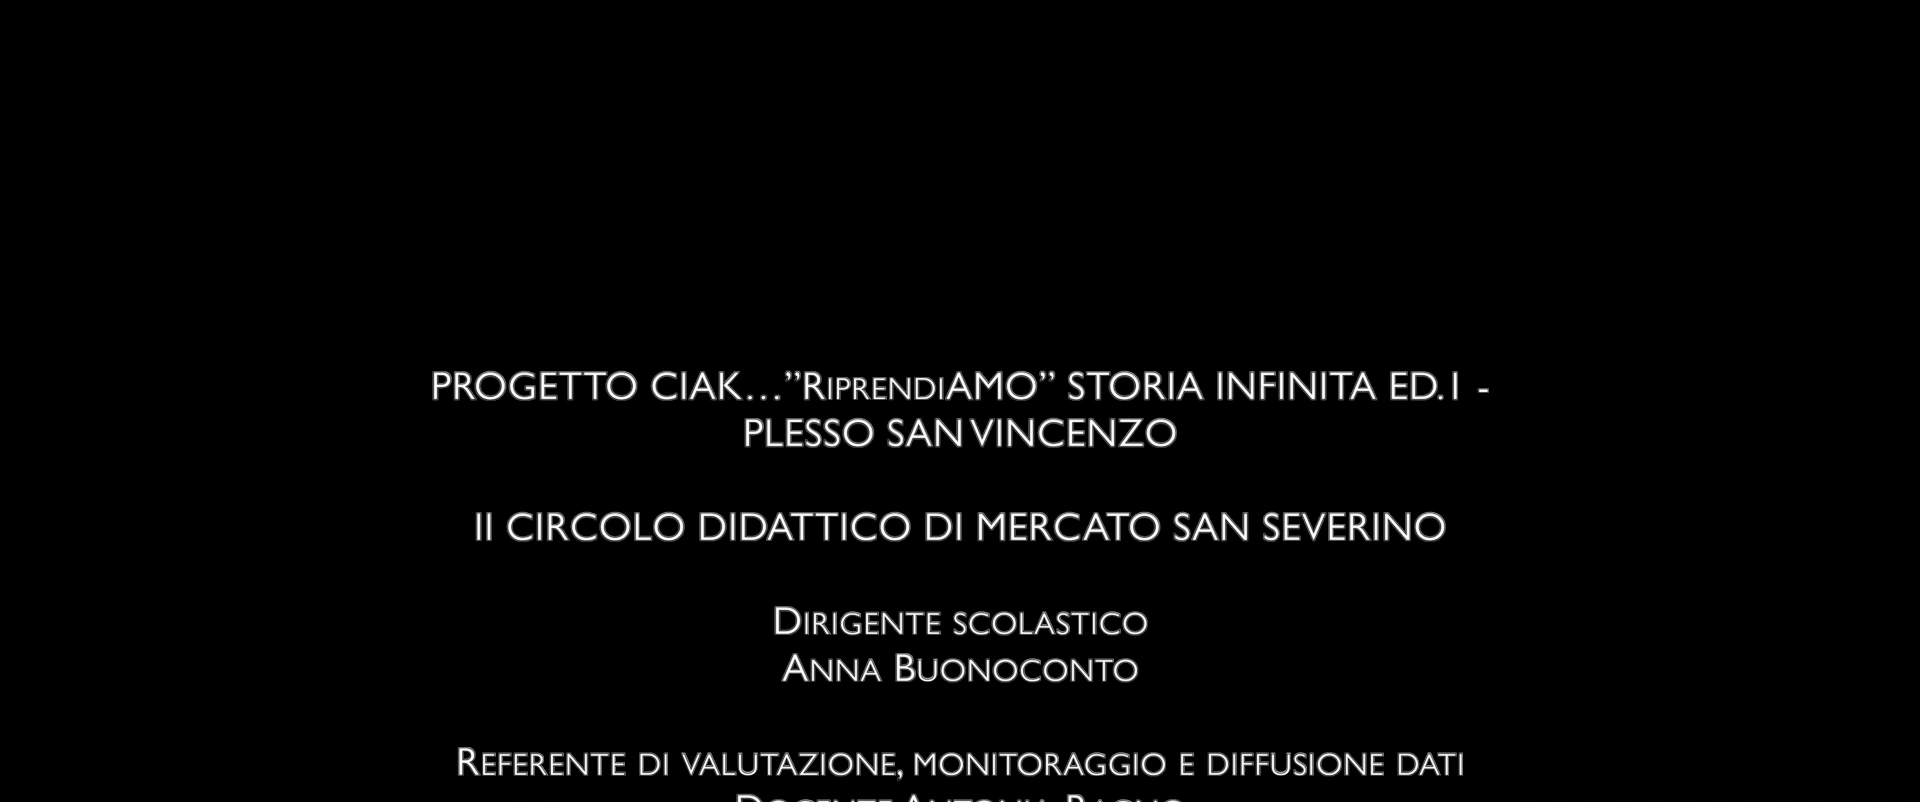 PROGETTO CIAK…”RiprendiAMO” STORIA INFINITA ED.1 -
PLESSO SAN VINCENZO
II CIRCOLO DIDATTICO DI MERCATO SAN SEVERINO
Dirigente scolastico
Anna Buonoconto
Referente di valutazione, monitoraggio e diffusione dati
Docente